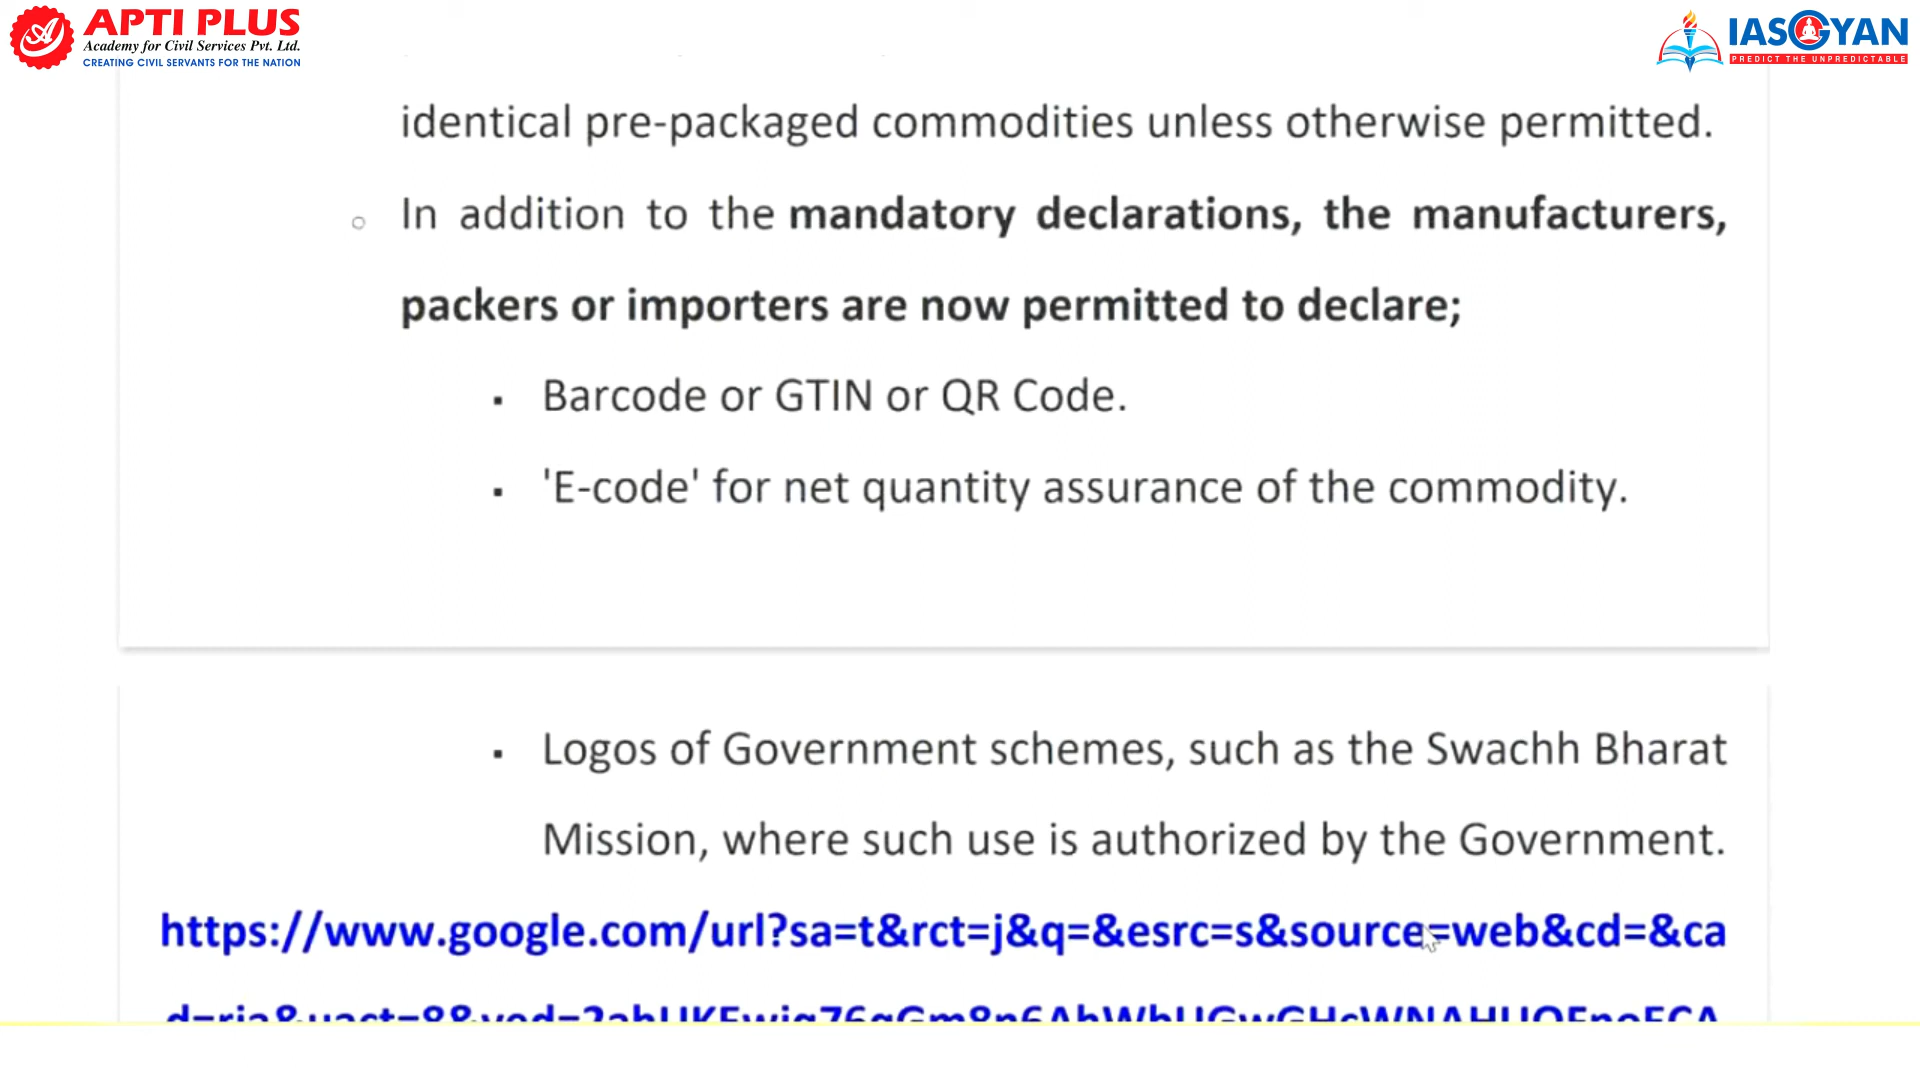 APTI PLUS
Academy for Civil Services Pvt. Ltd.
CREATING CIVIL SERVANTS FOR THE NATION
IASGYAN
PREDICT THE UNPREDICTABLE
identical pre-packaged commodities unless otherwise permitted.
In addition to the mandatory declarations, the manufacturers,
packers or importers are now permitted to declare;
Barcode or GTIN or QR Code.
'E-code' for net quantity assurance of the commodity.
Logos of Government schemes, such as the Swachh Bharat
Mission, where such use is authorized by the Government.
https://www.google.com/url?sa=t&rct=j&q=&esrc=s&source=web&cd=&ca